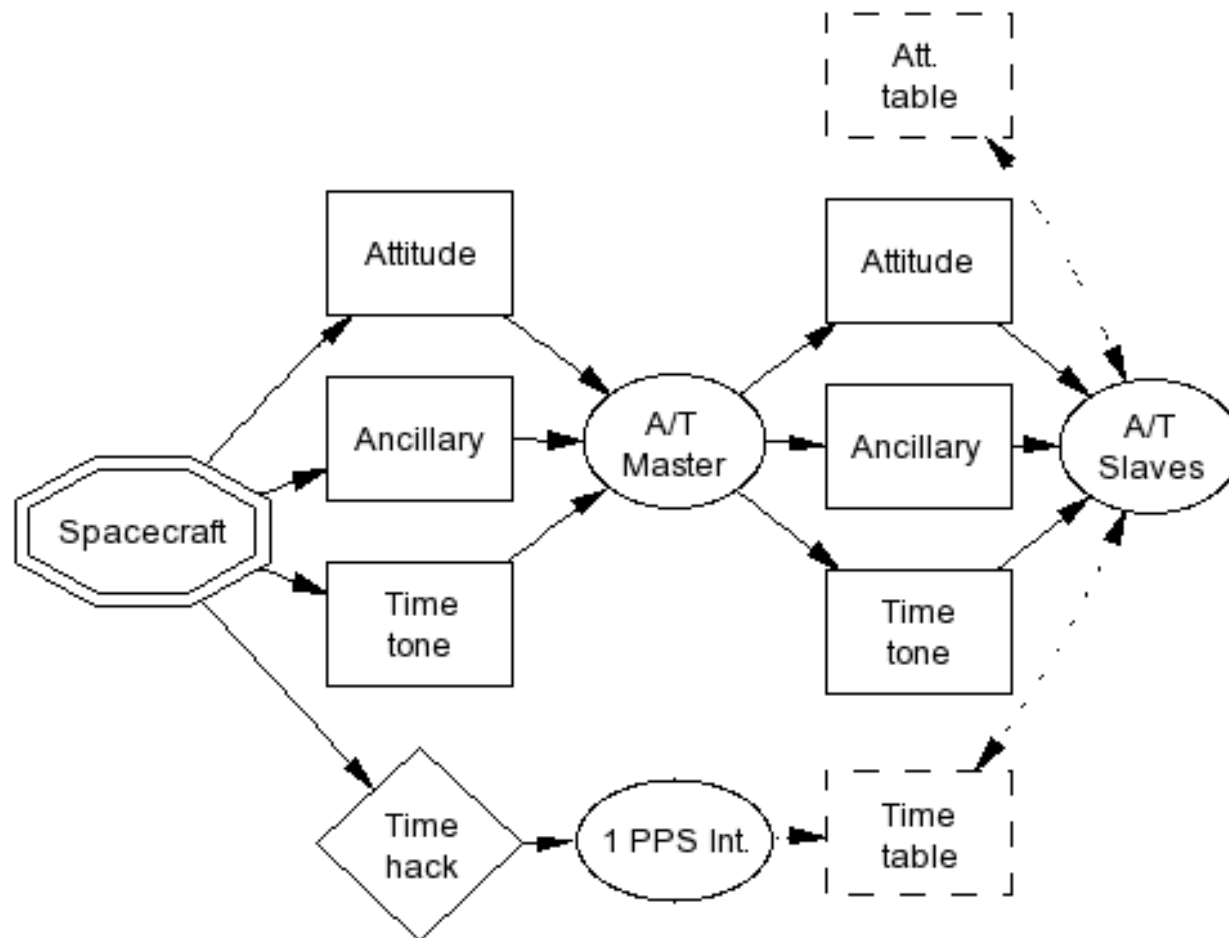 Att.
table
Attitude
Attitude
Ancillary
A/T
Master
Ancillary
A/T
Slaves
Spacecraft
Time
tone
Time
tone
Time
hack
1 PPS Int.
Time
table